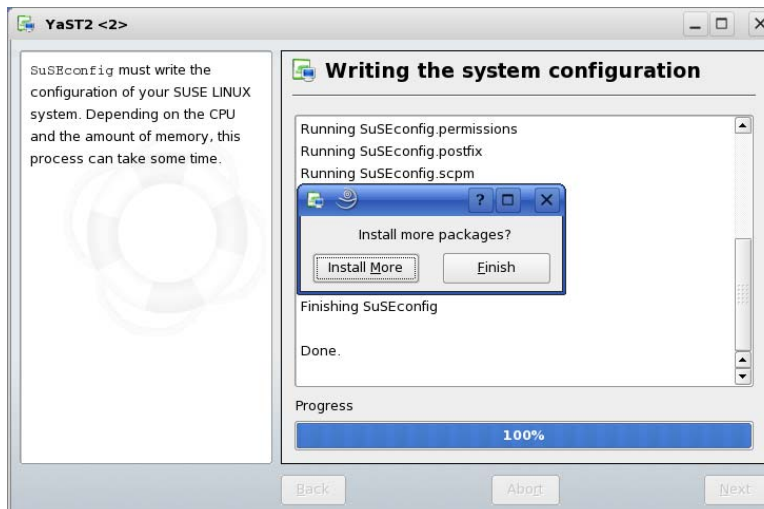 YaST2 <2>
SuSEconfig must write the
configuration of your SUSE LINUX
system. Depending on the CPU
and the amount of memory, this
process can take some time.
Writing the system configuration
Running SuSEconfig.permissions
Running SuSEconfig.postfix
Running SuSEconfig.scpm
Install more packages?
Install More
Finish
Finishing SuSEconfig
Done.
Progress
100%
Back
Abort
Next